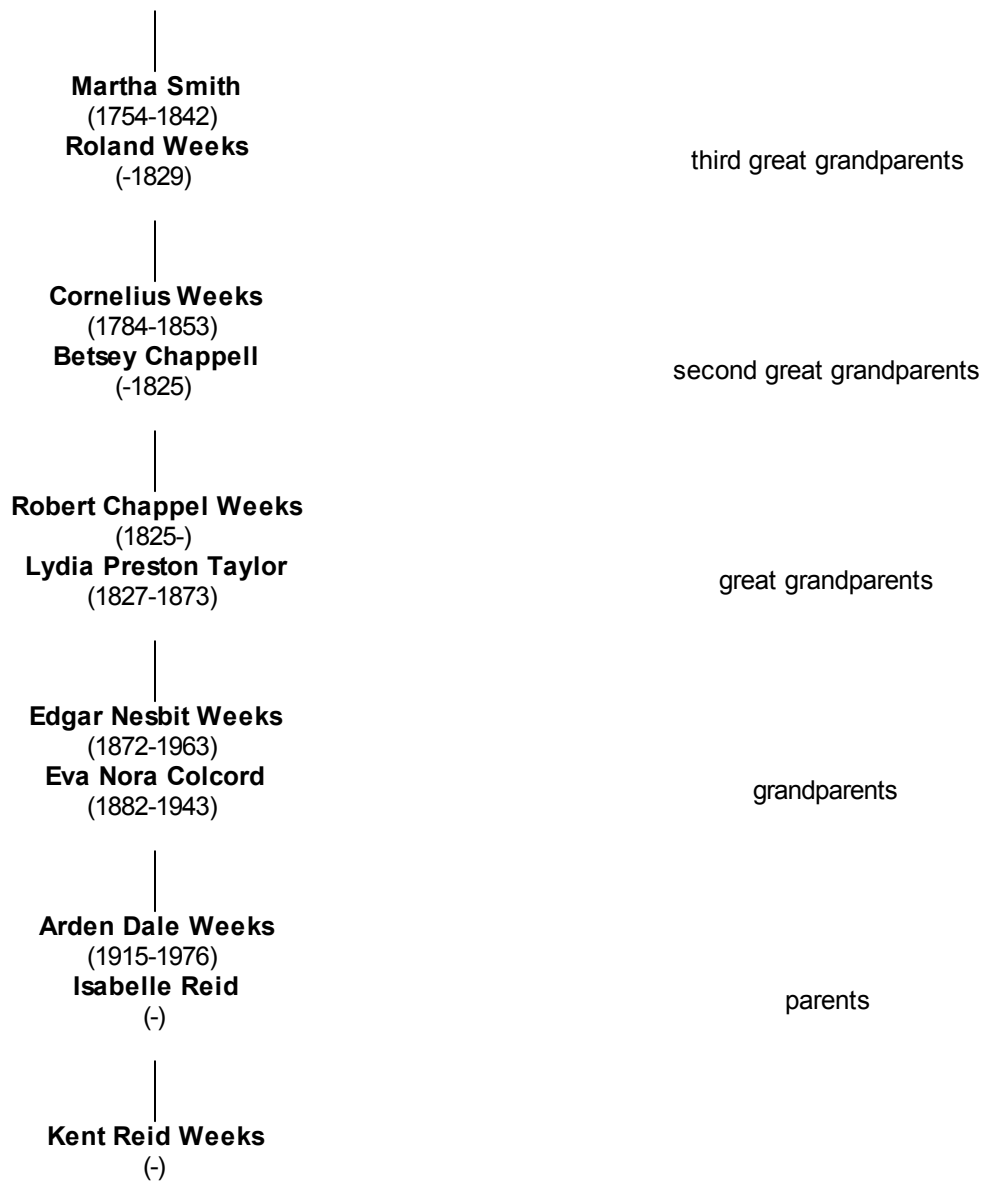 Martha Smith
(1754-1842)
Roland Weeks
(-1829)
third great grandparents
Cornelius Weeks
(1784-1853)
Betsey Chappell
(-1825)
second great grandparents
Robert Chappel Weeks
(1825-)
Lydia Preston Taylor
(1827-1873)
great grandparents
Edgar Nesbit Weeks
(1872-1963)
Eva Nora Colcord
(1882-1943)
grandparents
Arden Dale Weeks
(1915-1976)
Isabelle Reid
(-)
parents
Kent Reid Weeks
(-)